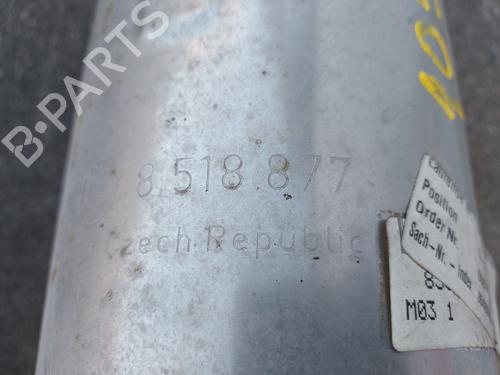 B-PARTS
8 518 877
Czech Republic
Position
Order Nr.
Sach-Nr. - Index
M03 1